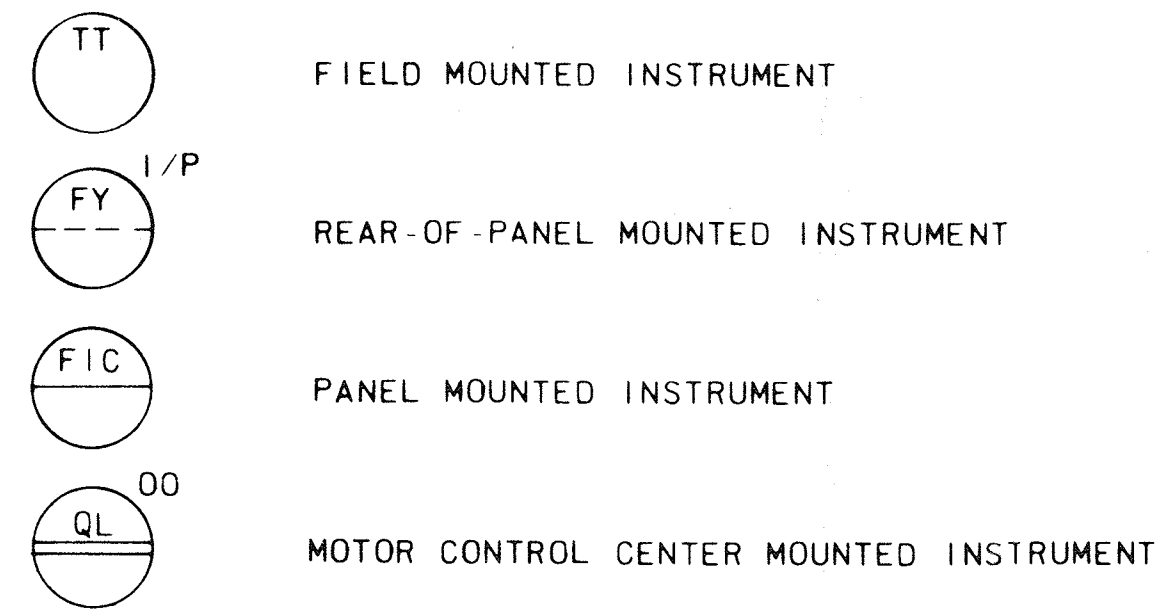 TT
FIELD MOUNTED INSTRUMENT
I/P
FY
REAR-OF-PANEL MOUNTED INSTRUMENT
FIC
PANEL MOUNTED INSTRUMENT
OO
QL
MOTOR CONTROL CENTER MOUNTED INSTRUMENT